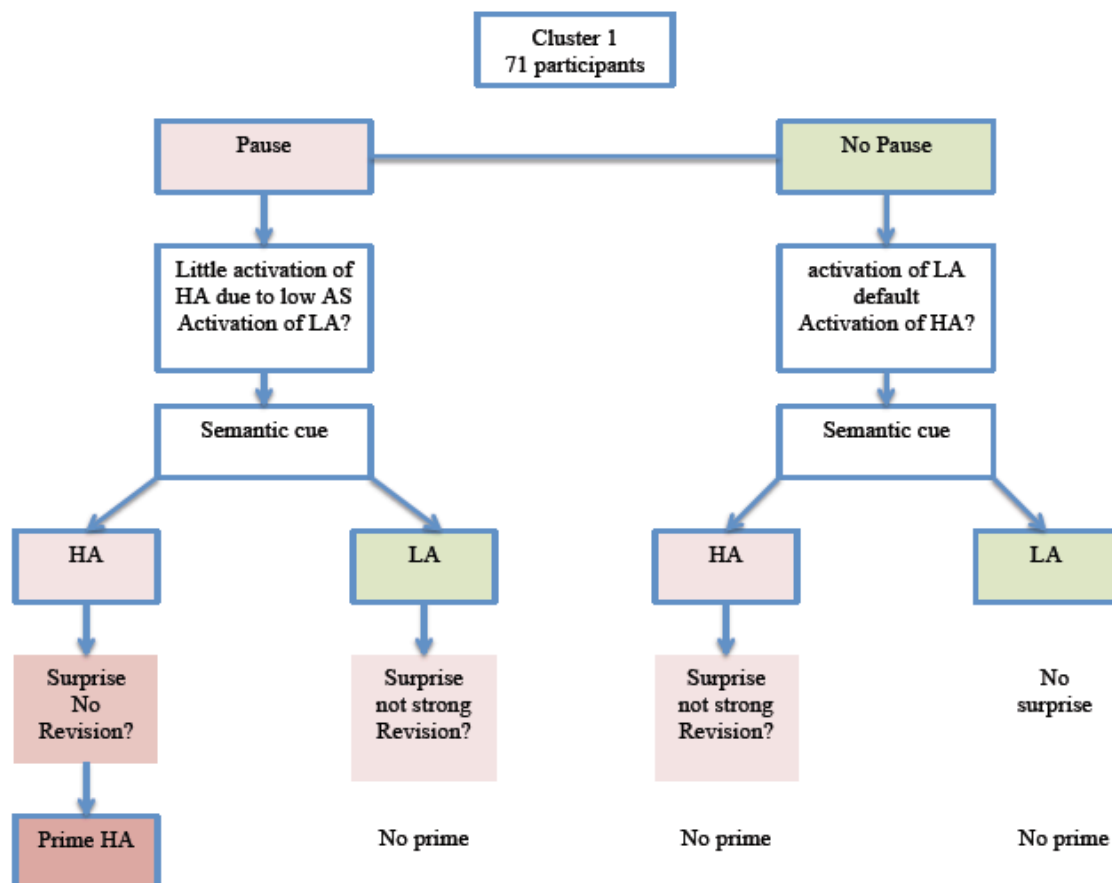 Cluster 1
71 participants
Pause
No Pause
Little activation of
HA due to low AS
Activation of LA?
activation of LA
default
Activation of HA?
Semantic cue
Semantic cue
HA
LA
HA
LA
Surprise
No
Revision?
Surprise
not strong
Revision?
Surprise
not strong
Revision?
No
surprise
Prime HA
No prime
No prime
No prime